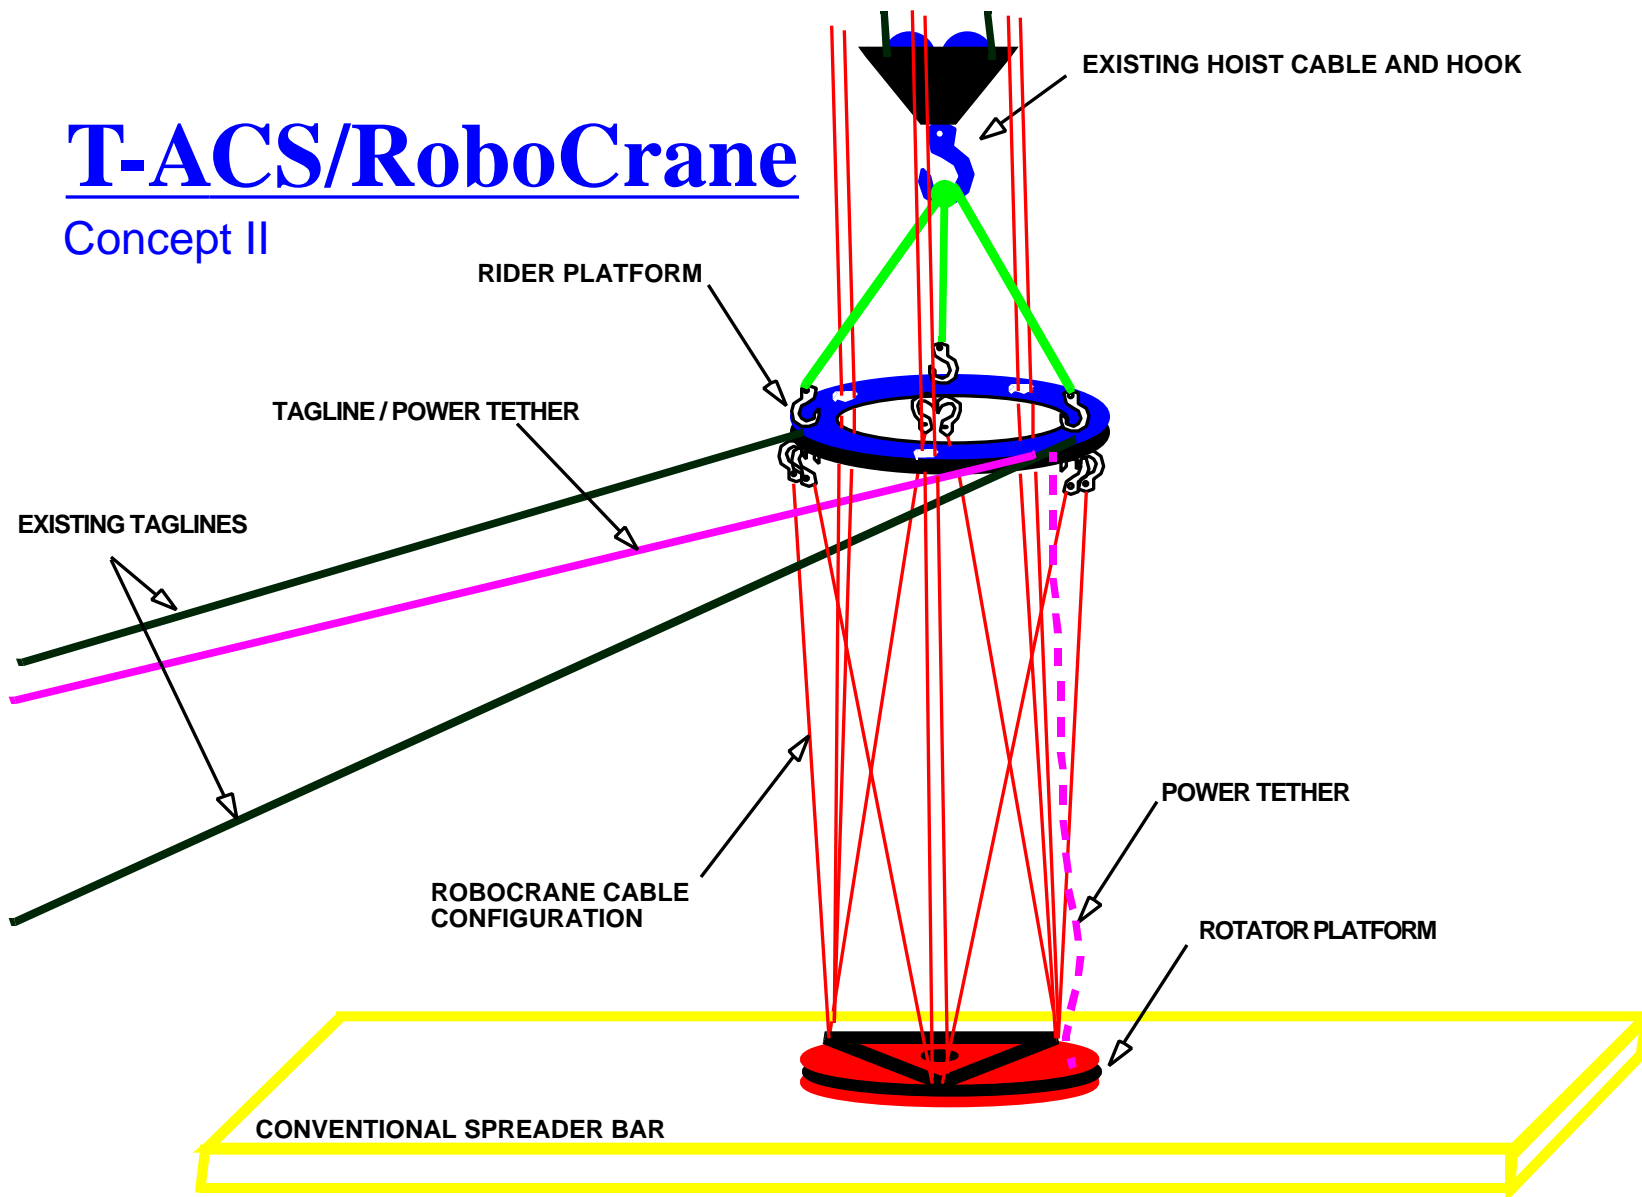 EXISTING HOIST CABLE AND HOOK
T-ACS/RoboCrane
Concept II
RIDER PLATFORM
TAGLINE / POWER TETHER
EXISTING TAGLINES
POWER TETHER
ROBOCRANE CABLE
CONFIGURATION
ROTATOR PLATFORM
CONVENTIONAL SPREADER BAR